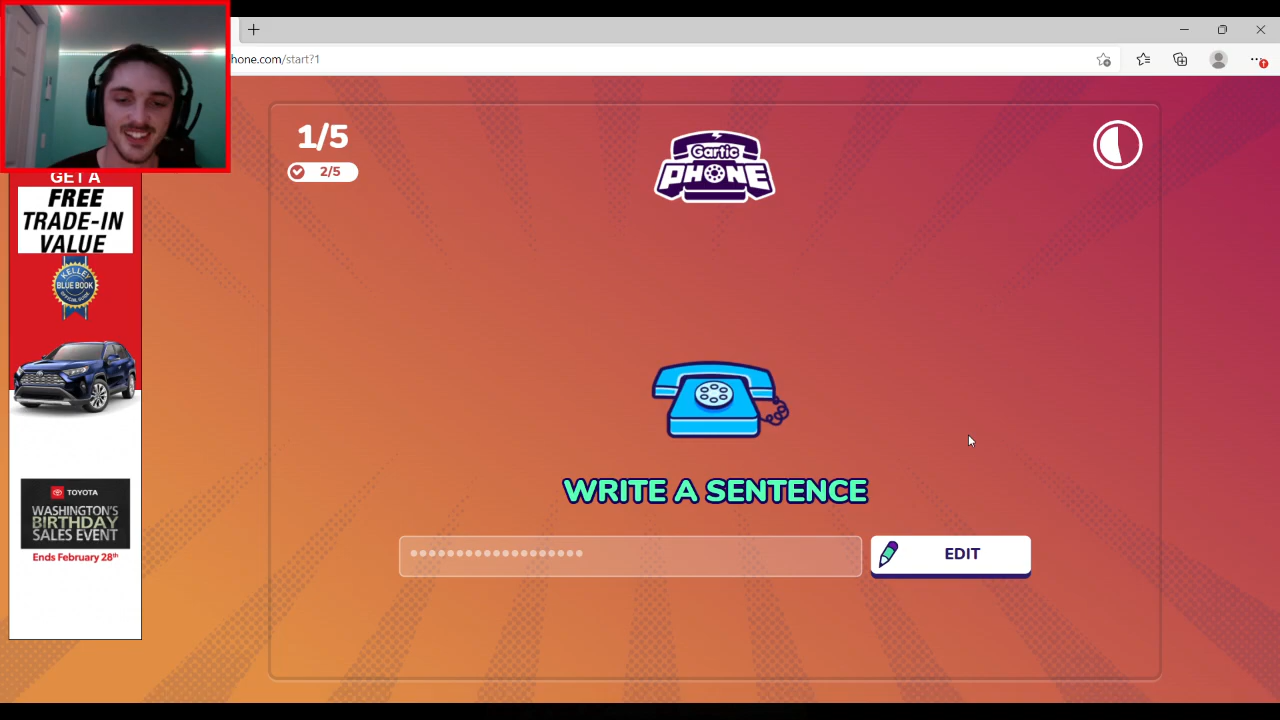 hone.com/start?1
1/5
2/5
Gartic
PHONE
GET A
FREE
TRADE-IN
VALUE
KELLEY
BLUE BOOK
TOYOTA
WASHINGTON'S
BIRTHDAY
SALES EVENT
Ends February 28th
WRITE A SENTENCE
EDIT